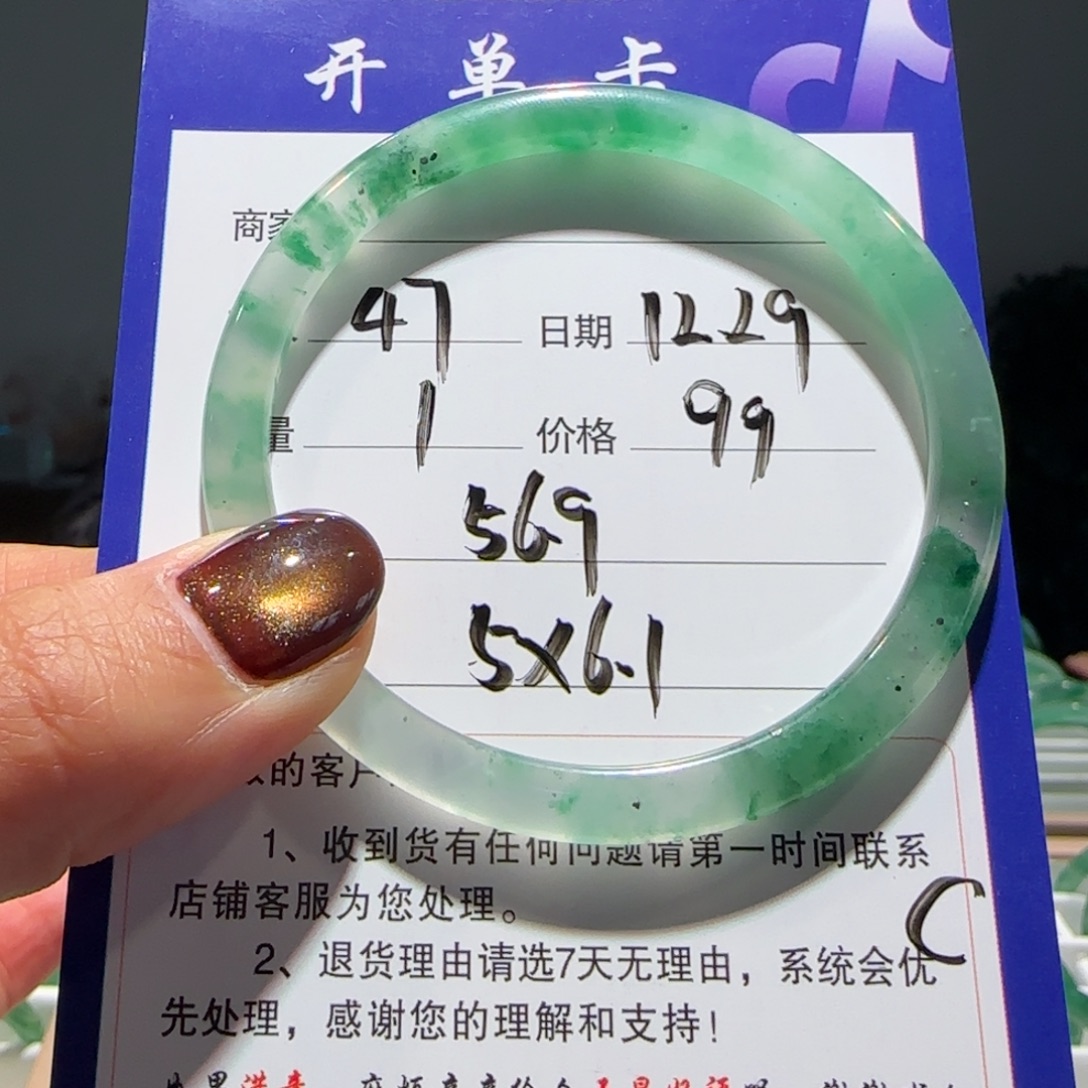 开单卡
商家
47 日期 1229
量 1 价格 99
569
5×6.1
的客户
1、收到货有任何问题请第一时间联系
店铺客服为您处理。
C
2、退货理由请选7天无理由，系统会优
先处理，感谢您的理解和支持！